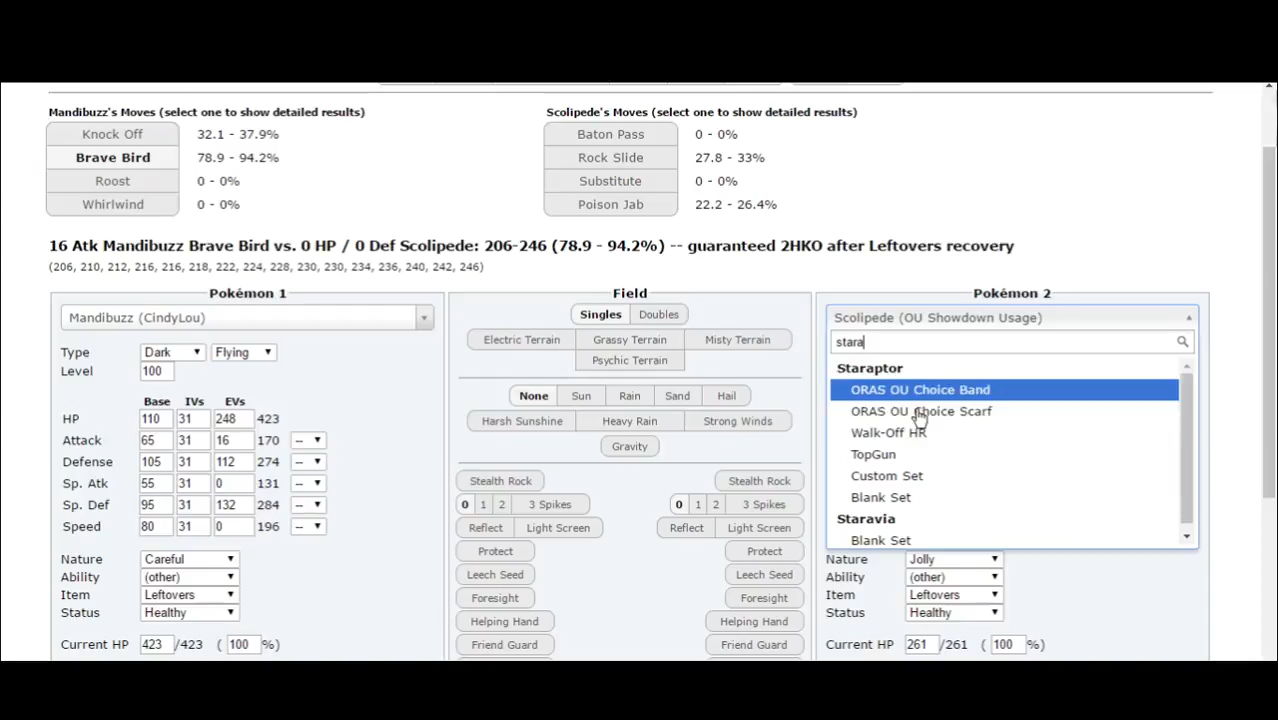 Mandibuzz's Moves (select one to show detailed results)
Knock Off 32.1 - 37.9%
Brave Bird 78.9 - 94.2%
Roost 0 - 0%
Whirlwind 0 - 0%
Scolipede's Moves (select one to show detailed results)
Baton Pass 0 - 0%
Rock Slide 27.8 - 33%
Substitute 0 - 0%
Poison Jab 22.2 - 26.4%
16 Atk Mandibuzz Brave Bird vs. 0 HP / 0 Def Scolipede: 206-246 (78.9 - 94.2%) -- guaranteed 2HKO after Leftovers recovery
(206, 210, 212, 216, 216, 218, 222, 224, 228, 230, 230, 234, 236, 240, 242, 246)
Pokémon 1
Mandibuzz (CindyLou)
Type Dark Flying
Level 100
Base IVs EVs
HP 110 31 248 423
Attack 65 31 16 170 --
Defense 105 31 112 274 --
Sp. Atk 55 31 0 131 --
Sp. Def 95 31 132 284 --
Speed 80 31 0 196 --
Nature Careful
Ability (other)
Item Leftovers
Status Healthy
Current HP 423 /423 ( 100 %)
Field
Singles Doubles
Electric Terrain Grassy Terrain Misty Terrain
Psychic Terrain
None Sun Rain Sand Hail
Harsh Sunshine Heavy Rain Strong Winds
Gravity
Stealth Rock Stealth Rock
0 1 2 3 Spikes 0 1 2 3 Spikes
Reflect Light Screen Reflect Light Screen
Protect Protect
Leech Seed Leech Seed
Foresight Foresight
Helping Hand Helping Hand
Friend Guard Friend Guard
Pokémon 2
Scolipede (OU Showdown Usage)
stara
Staraptor
ORAS OU Choice Band
ORAS OU Choice Scarf
Walk-Off HR
TopGun
Custom Set
Blank Set
Staravia
Blank Set
Nature Jolly
Ability (other)
Item Leftovers
Status Healthy
Current HP 261 /261 ( 100 %)